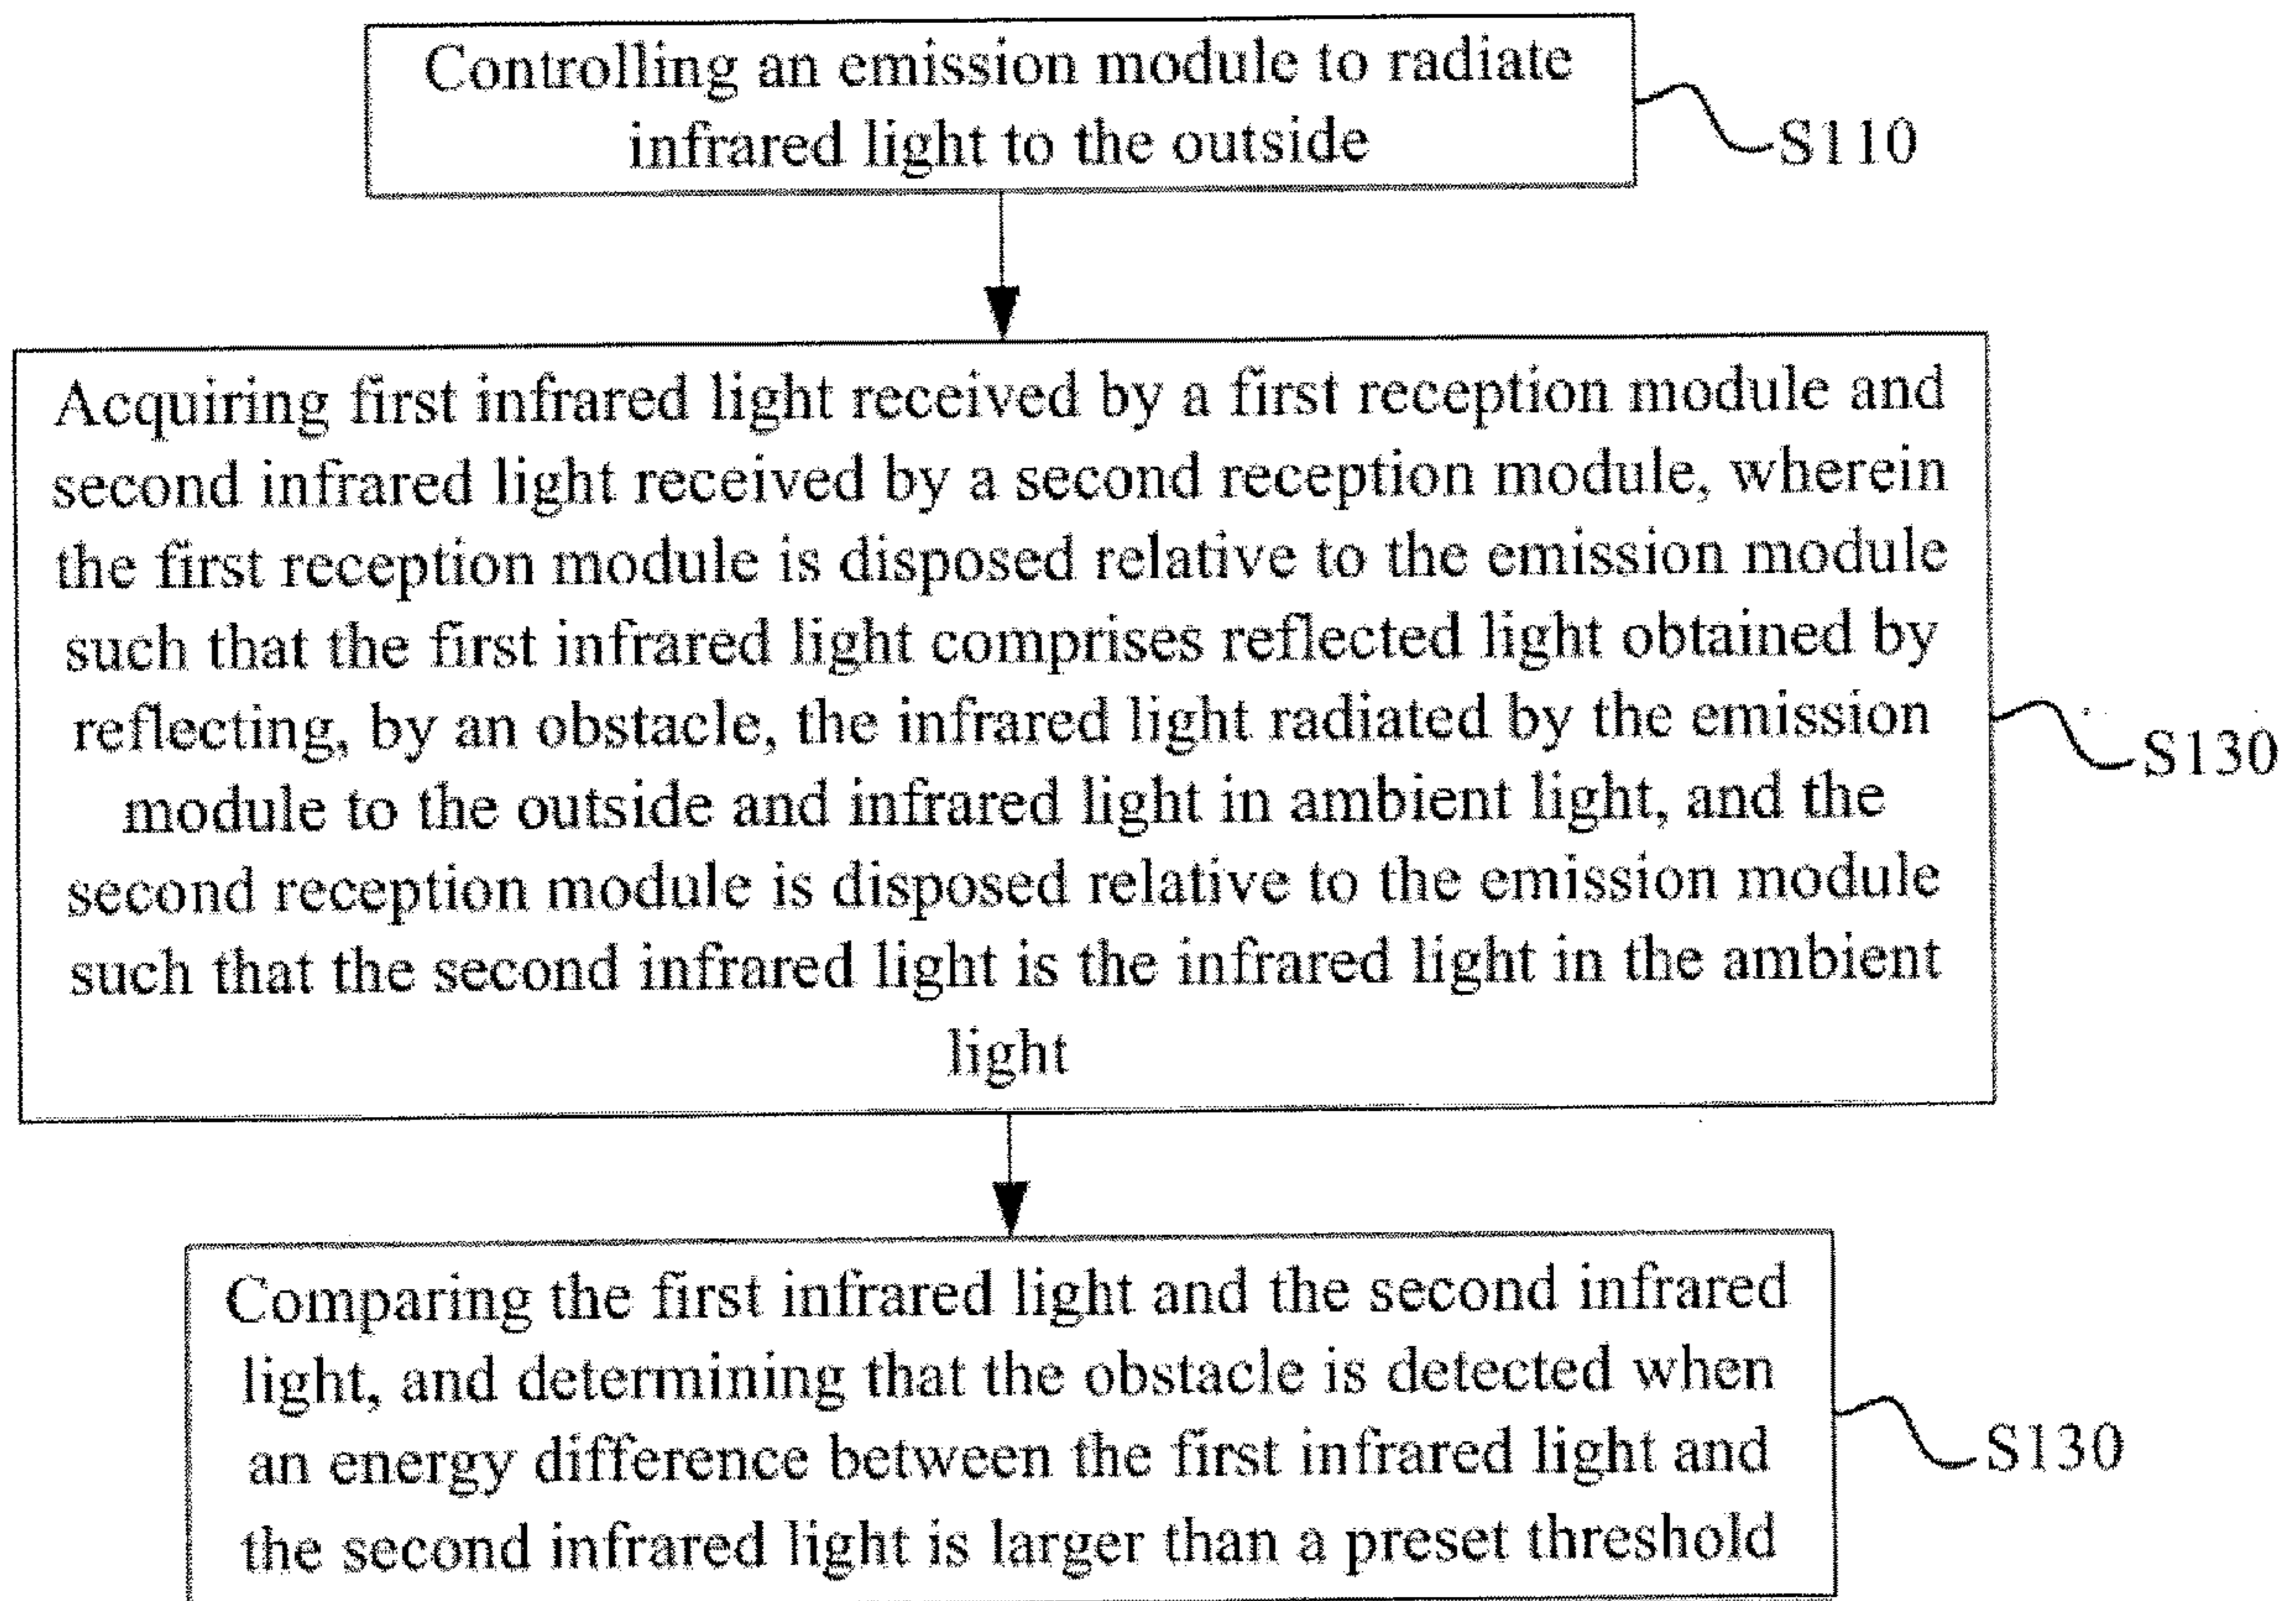 Controlling an emission module to radiate
infrared light to the outside
S110
Acquiring first infrared light received by a first reception module and
second infrared light received by a second reception module, wherein
the first reception module is disposed relative to the emission module
such that the first infrared light comprises reflected light obtained by
reflecting, by an obstacle, the infrared light radiated by the emission
module to the outside and infrared light in ambient light, and the
second reception module is disposed relative to the emission module
such that the second infrared light is the infrared light in the ambient
light
S130
Comparing the first infrared light and the second infrared
light, and determining that the obstacle is detected when
an energy difference between the first infrared light and
the second infrared light is larger than a preset threshold
S130